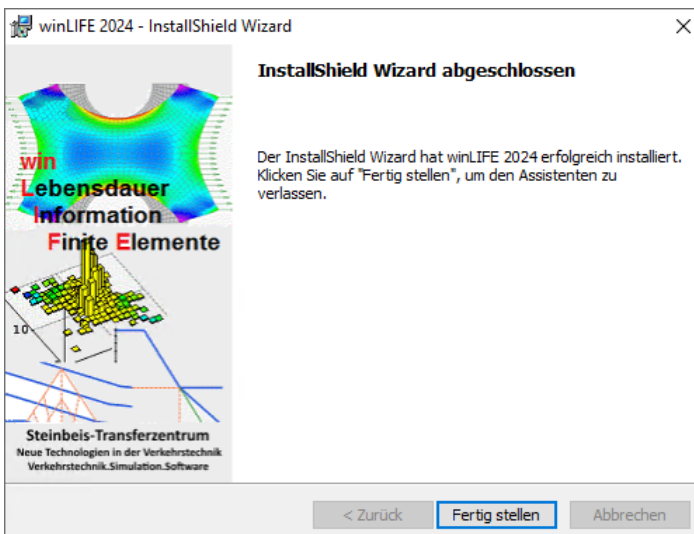 winLIFE 2024 - InstallShield Wizard
InstallShield Wizard abgeschlossen
Der InstallShield Wizard hat winLIFE 2024 erfolgreich installiert.
Klicken Sie auf "Fertig stellen", um den Assistenten zu
verlassen.
win
Lebensdauer
Information
Finite Elemente
10
Steinbeis-Transferzentrum
Neue Technologien in der Verkehrstechnik
Verkehrstechnik.Simulation.Software
< Zurück
Fertig stellen
Abbrechen